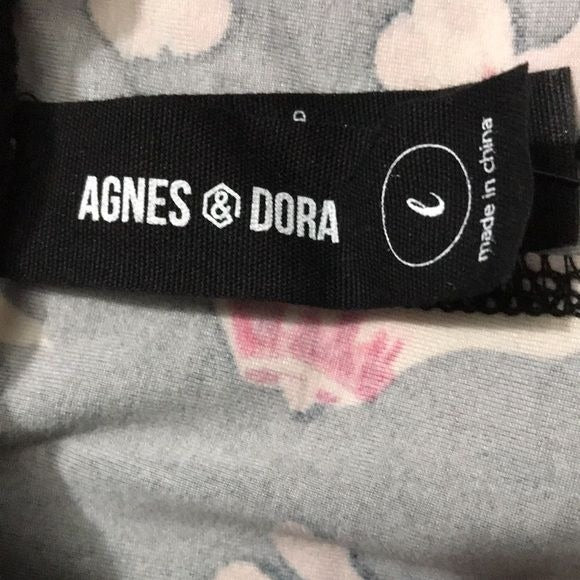 AGNES & DORA
D
l
made in china